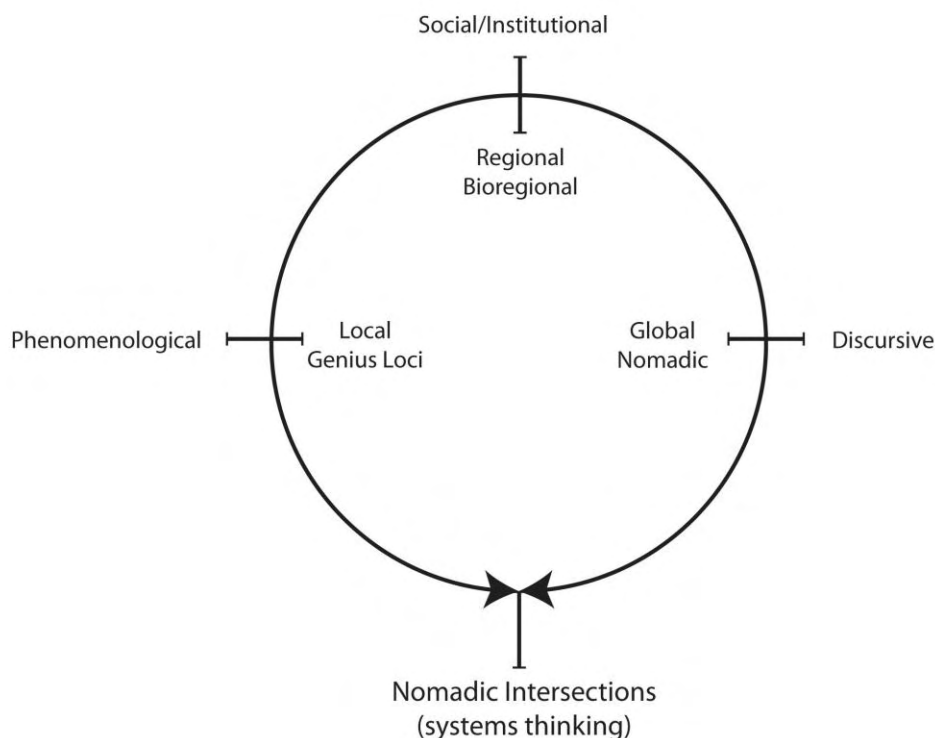 Social/Institutional
Regional
Bioregional
Phenomenological
Local
Genius Loci
Global
Nomadic
Discursive
Nomadic Intersections
(systems thinking)